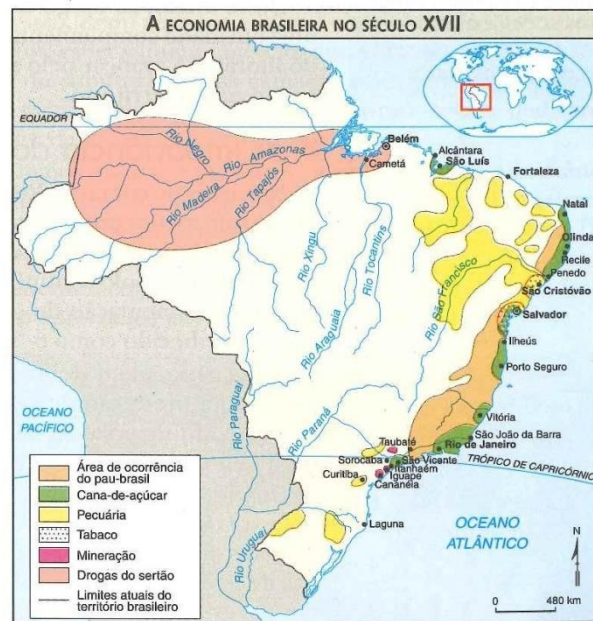 A ECONOMIA BRASILEIRA NO SÉCULO XVII
EQUADOR
Rio Negro
Rio Amazonas
Rio Madeira
Rio Tapajós
Rio Xingu
Rio Tocantins
Rio Araguaia
Rio São Francisco
Rio Paraguai
Rio Paraná
Rio Uruguai
Belém
Cametá
Alcântara
São Luís
Fortaleza
Natal
Olinda
Recife
Penedo
São Cristóvão
Salvador
Ilheús
Porto Seguro
Vitória
São João da Barra
Rio de Janeiro
Taubaté
São Vicente
Sorocaba
Itanhaém
Iguape
Curitiba
Cananéia
Laguna
TRÓPICO DE CAPRICÓRNIO
OCEANO
PACÍFICO
OCEANO
ATLÂNTICO
Área de ocorrência
do pau-brasil
Cana-de-açúcar
Pecuária
Tabaco
Mineração
Drogas do sertão
Limites atuais do
território brasileiro
N
0 480 km